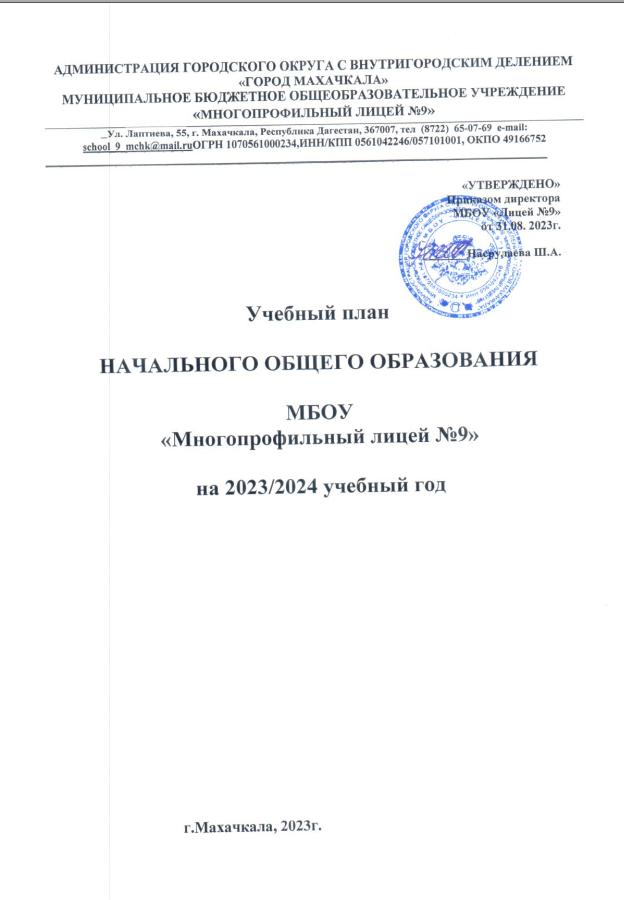 АДМИНИСТРАЦИЯ ГОРОДСКОГО ОКРУГА С ВНУТРИГОРОДСКИМ ДЕЛЕНИЕМ
«ГОРОД МАХАЧКАЛА»
МУНИЦИПАЛЬНОЕ БЮДЖЕТНОЕ ОБЩЕОБРАЗОВАТЕЛЬНОЕ УЧРЕЖДЕНИЕ
«МНОГОПРОФИЛЬНЫЙ ЛИЦЕЙ №9»
_Ул. Лаптиева, 55, г. Махачкала, Республика Дагестан, 367007, тел (8722) 65-07-69 e-mail:
school_9_mchk@mail.ruОГРН 1070561000234,ИНН/КПП 0561042246/057101001, ОКПО 49166752
«УТВЕРЖДЕНО»
Приказом директора
МБОУ «Лицей №9»
от 31.08. 2023г.
Насрулаева Ш.А.
Учебный план
НАЧАЛЬНОГО ОБЩЕГО ОБРАЗОВАНИЯ
МБОУ
«Многопрофильный лицей №9»
на 2023/2024 учебный год
г.Махачкала, 2023г.